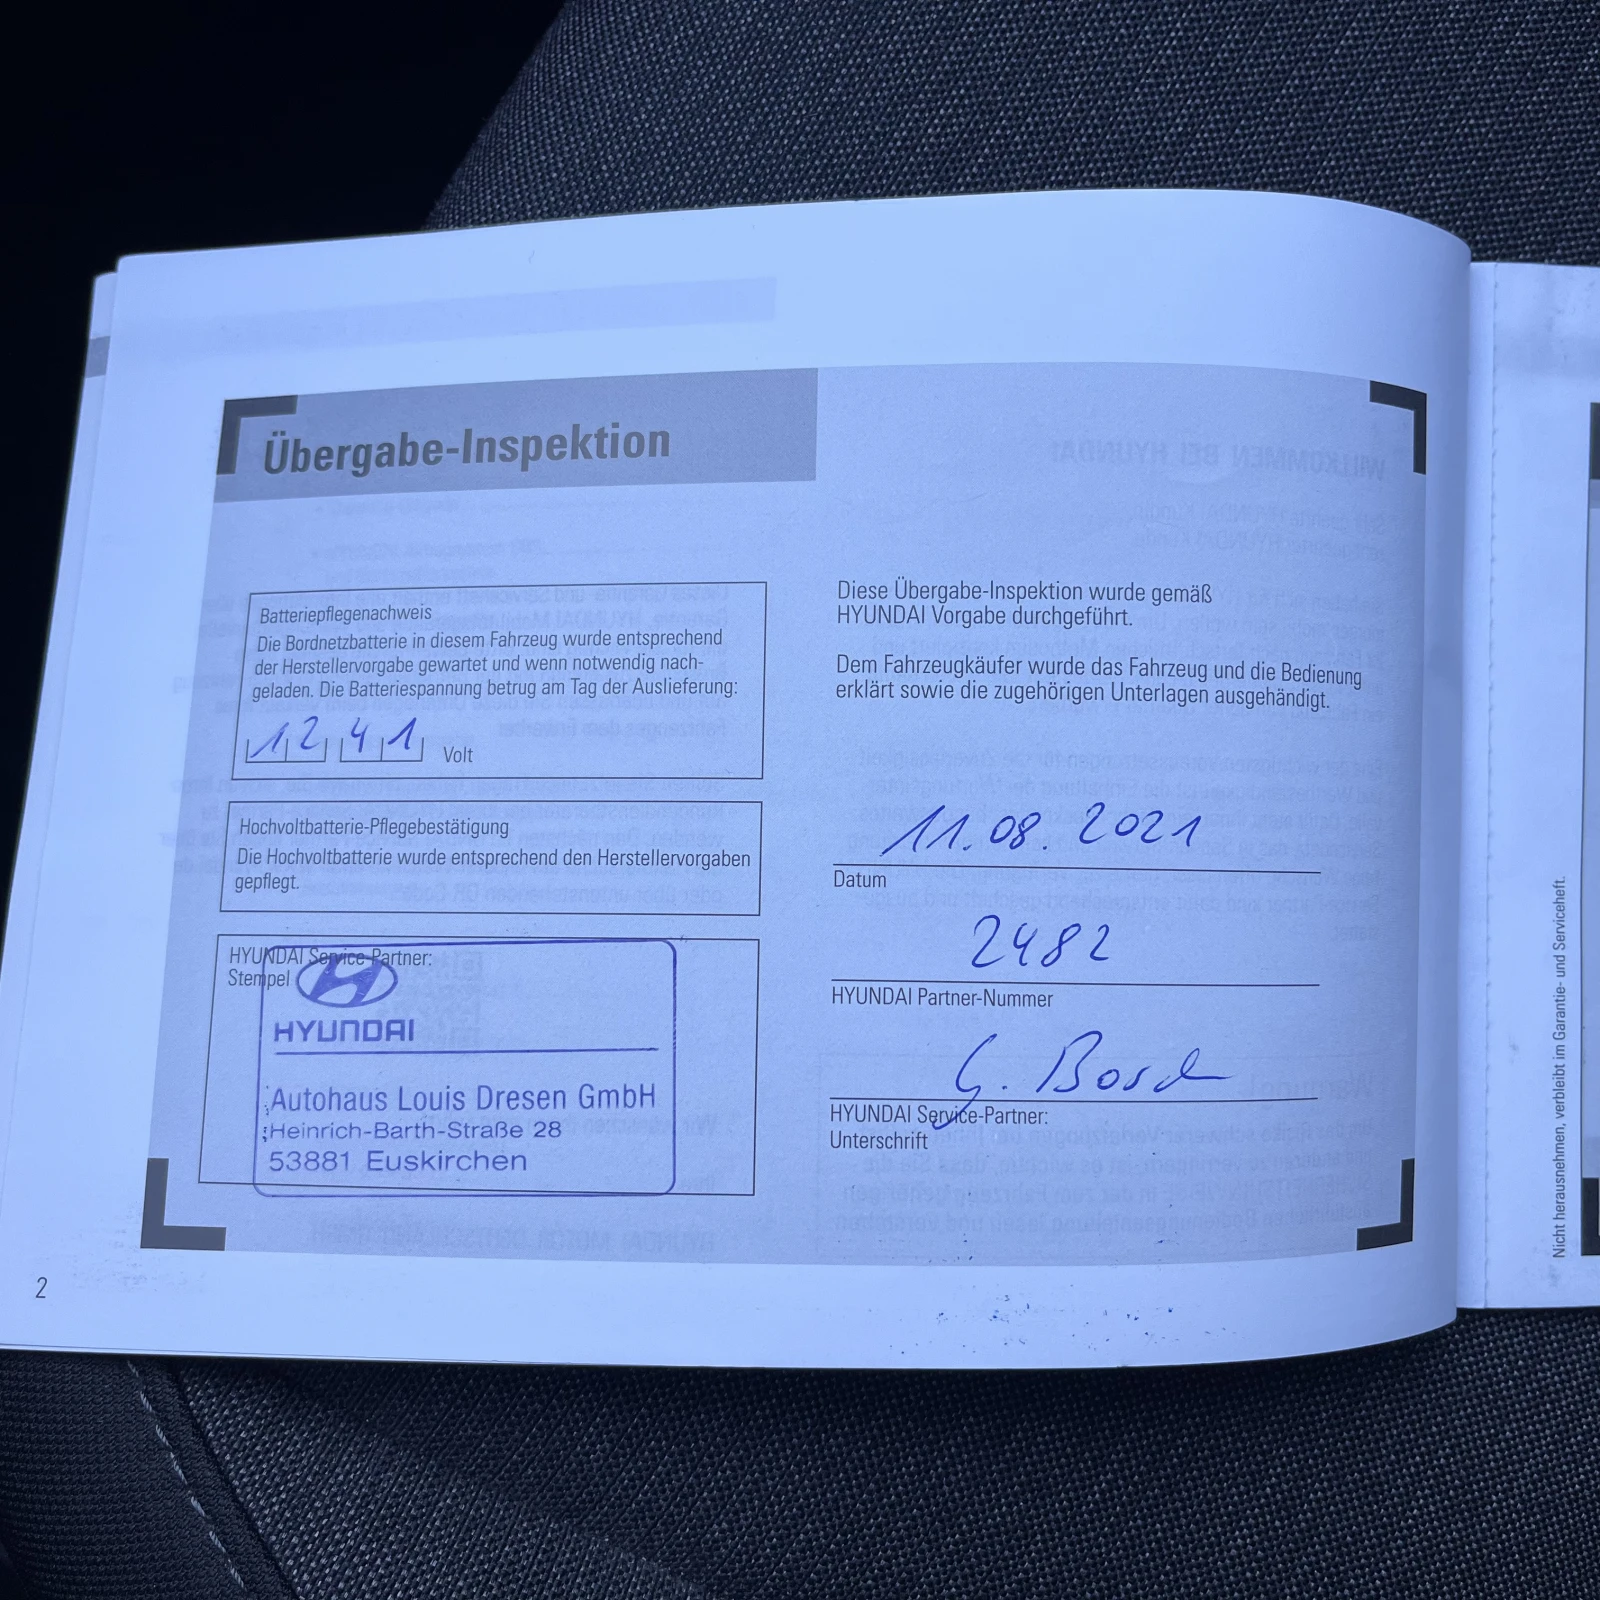 Übergabe-Inspektion
Batteriepflegenachweis
Die Bordnetzbatterie in diesem Fahrzeug wurde entsprechend
der Herstellervorgabe gewartet und wenn notwendig nach-
geladen. Die Batteriespannung betrug am Tag der Auslieferung:
12 41 Volt
Hochvoltbatterie-Pflegebestätigung
Die Hochvoltbatterie wurde entsprechend den Herstellervorgaben
gepflegt.
HYUNDAI Service-Partner:
Stempel
HYUNDAI
Autohaus Louis Dresen GmbH
Heinrich-Barth-Straße 28
53881 Euskirchen
Diese Übergabe-Inspektion wurde gemäß
HYUNDAI Vorgabe durchgeführt.
Dem Fahrzeugkäufer wurde das Fahrzeug und die Bedienung
erklärt sowie die zugehörigen Unterlagen ausgehändigt.
11.08.2021
Datum
2482
HYUNDAI Partner-Nummer
HYUNDAI Service-Partner:
Unterschrift
2
Nicht herausnehmen, verbleibt im Garantie- und Serviceheft.